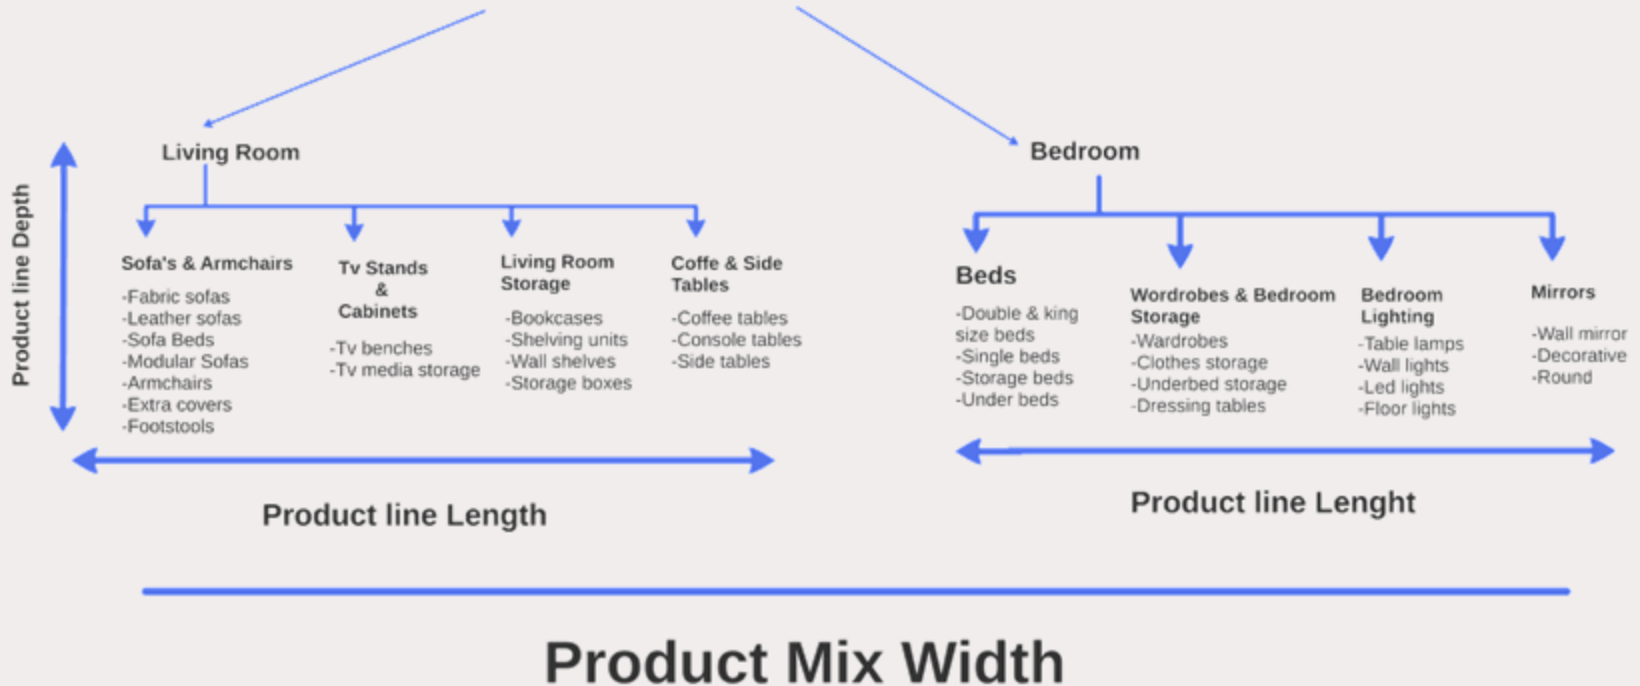 Product line Depth
Living Room
Sofa's & Armchairs
-Fabric sofas
-Leather sofas
-Sofa Beds
-Modular Sofas
-Armchairs
-Extra covers
-Footstools
Tv Stands
&
Cabinets
-Tv benches
-Tv media storage
Living Room
Storage
-Bookcases
-Shelving units
-Wall shelves
-Storage boxes
Coffe & Side
Tables
-Coffee tables
-Console tables
-Side tables
Product line Length
Bedroom
Beds
-Double & king
size beds
-Single beds
-Storage beds
-Under beds
Wordrobes & Bedroom
Storage
-Wardrobes
-Clothes storage
-Underbed storage
-Dressing tables
Bedroom
Lighting
-Table lamps
-Wall lights
-Led lights
-Floor lights
Mirrors
-Wall mirror
-Decorative
-Round
Product line Lenght
Product Mix Width